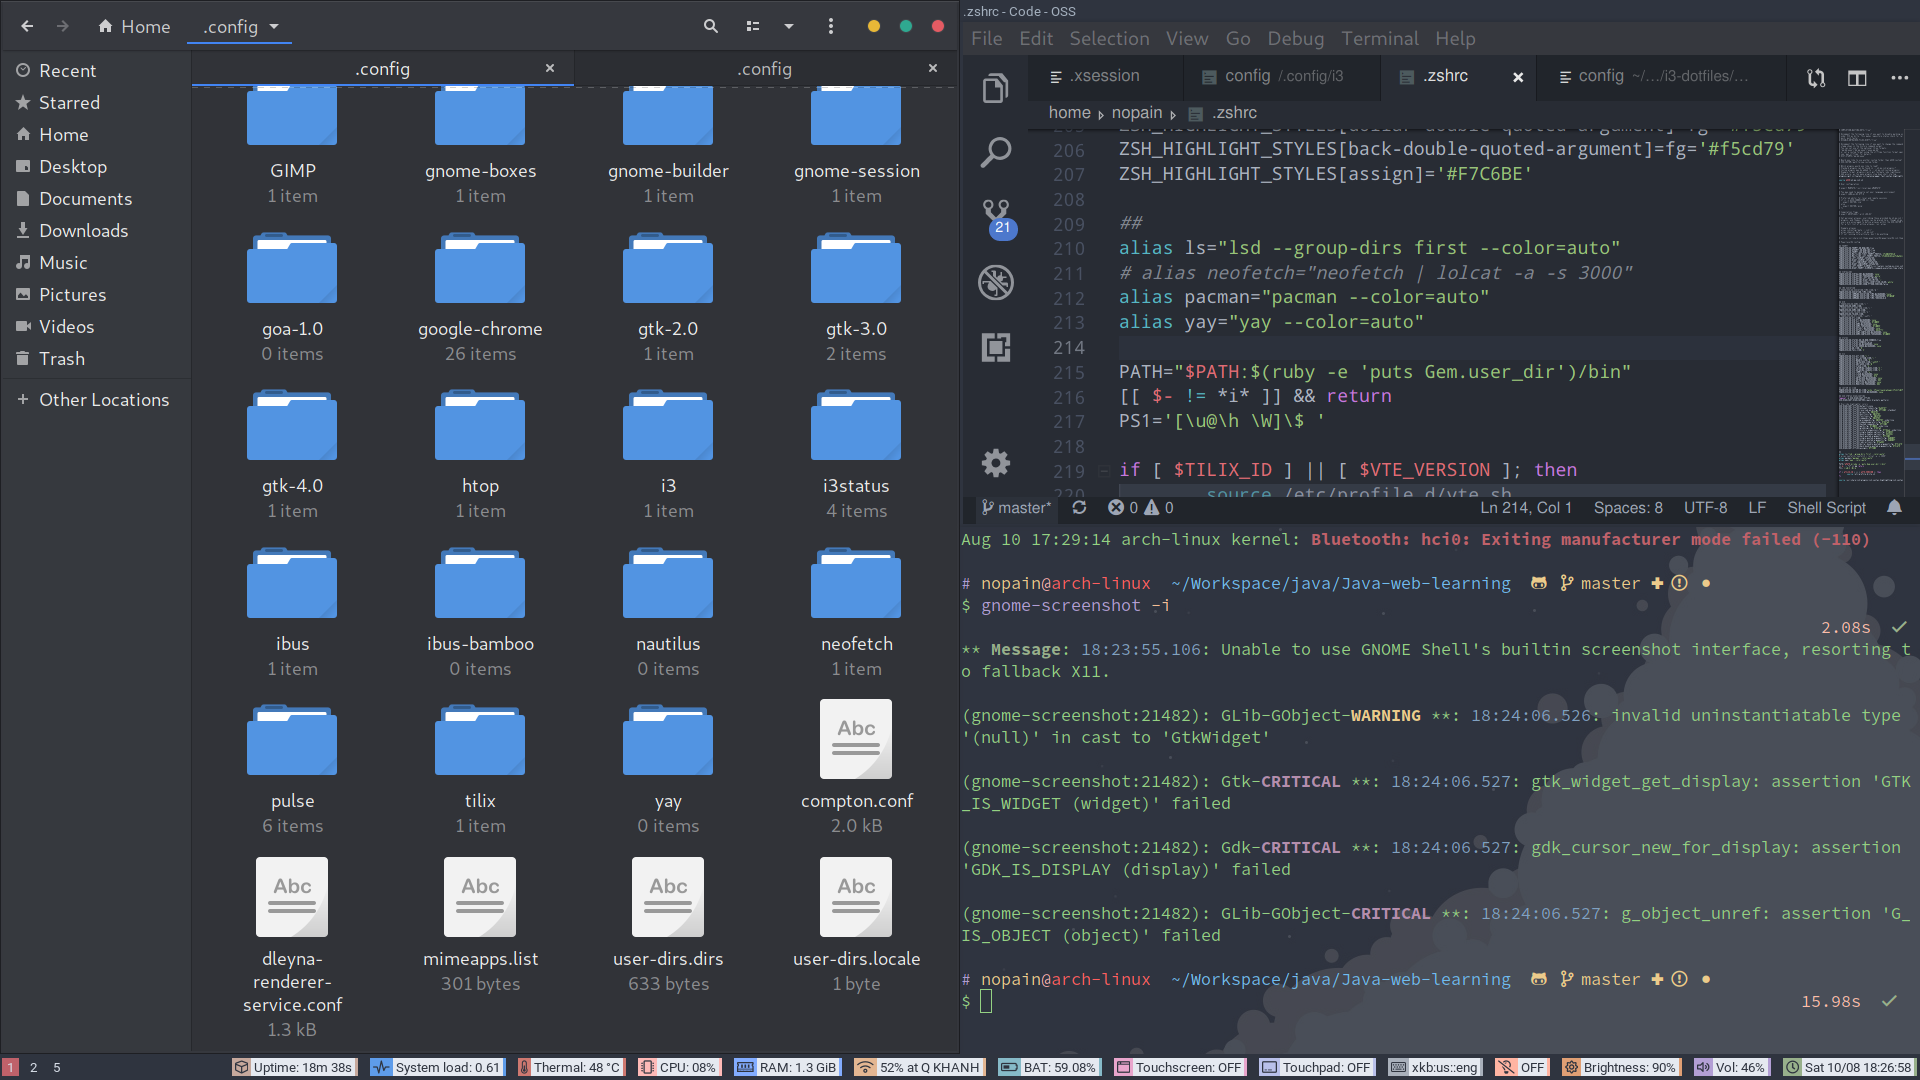 Home
.config
Recent
Starred
Home
Desktop
Documents
Downloads
Music
Pictures
Videos
Trash
Other Locations
.config
.config
GIMP
1 item
gnome-boxes
1 item
gnome-builder
1 item
gnome-session
1 item
goa-1.0
0 items
google-chrome
26 items
gtk-2.0
1 item
gtk-3.0
2 items
gtk-4.0
1 item
htop
1 item
i3
1 item
i3status
4 items
ibus
1 item
ibus-bamboo
0 items
nautilus
0 items
neofetch
1 item
pulse
6 items
tilix
1 item
yay
0 items
Abc
compton.conf
2.0 kB
Abc
dleyna-
renderer-
service.conf
1.3 kB
Abc
mimeapps.list
301 bytes
Abc
user-dirs.dirs
633 bytes
Abc
user-dirs.locale
1 byte
.zshrc - Code - OSS
File Edit Selection View Go Debug Terminal Help
.xsession
config /.config/i3
.zshrc
config ~/.../i3-dotfiles/...
home nopain .zshrc
21
206 ZSH_HIGHLIGHT_STYLES[back-double-quoted-argument]=fg='#f5cd79'
207 ZSH_HIGHLIGHT_STYLES[assign]='#F7C6BE'
208
209 ##
210 alias ls="lsd --group-dirs first --color=auto"
211 # alias neofetch="neofetch | lolcat -a -s 3000"
212 alias pacman="pacman --color=auto"
213 alias yay="yay --color=auto"
214
215 PATH="$PATH:$(ruby -e 'puts Gem.user_dir')/bin"
216 [[ $- != *i* ]] && return
217 PS1='[\u@\h \W]\$ '
218
219 if [ $TILIX_ID ] || [ $VTE_VERSION ]; then
220 source /etc/profile.d/vte.sh
master* 0 0 Ln 214, Col 1 Spaces: 8 UTF-8 LF Shell Script
Aug 10 17:29:14 arch-linux kernel: Bluetooth: hci0: Exiting manufacturer mode failed (-110)
# nopain@arch-linux ~/Workspace/java/Java-web-learning master
$ gnome-screenshot -i
2.08s
** Message: 18:23:55.106: Unable to use GNOME Shell's builtin screenshot interface, resorting t
o fallback X11.
(gnome-screenshot:21482): GLib-GObject-WARNING **: 18:24:06.526: invalid uninstantiatable type
'(null)' in cast to 'GtkWidget'
(gnome-screenshot:21482): Gtk-CRITICAL **: 18:24:06.527: gtk_widget_get_display: assertion 'GTK
_IS_WIDGET (widget)' failed
(gnome-screenshot:21482): Gdk-CRITICAL **: 18:24:06.527: gdk_cursor_new_for_display: assertion
'GDK_IS_DISPLAY (display)' failed
(gnome-screenshot:21482): GLib-GObject-CRITICAL **: 18:24:06.527: g_object_unref: assertion 'G_
IS_OBJECT (object)' failed
# nopain@arch-linux ~/Workspace/java/Java-web-learning master
$
15.98s
1 2 5
Uptime: 18m 38s
System load: 0.61
Thermal: 48 °C
CPU: 08%
RAM: 1.3 GiB
52% at Q KHANH
BAT: 59.08%
Touchscreen: OFF
Touchpad: OFF
xkb:us::eng
OFF
Brightness: 90%
Vol: 46%
Sat 10/08 18:26:58